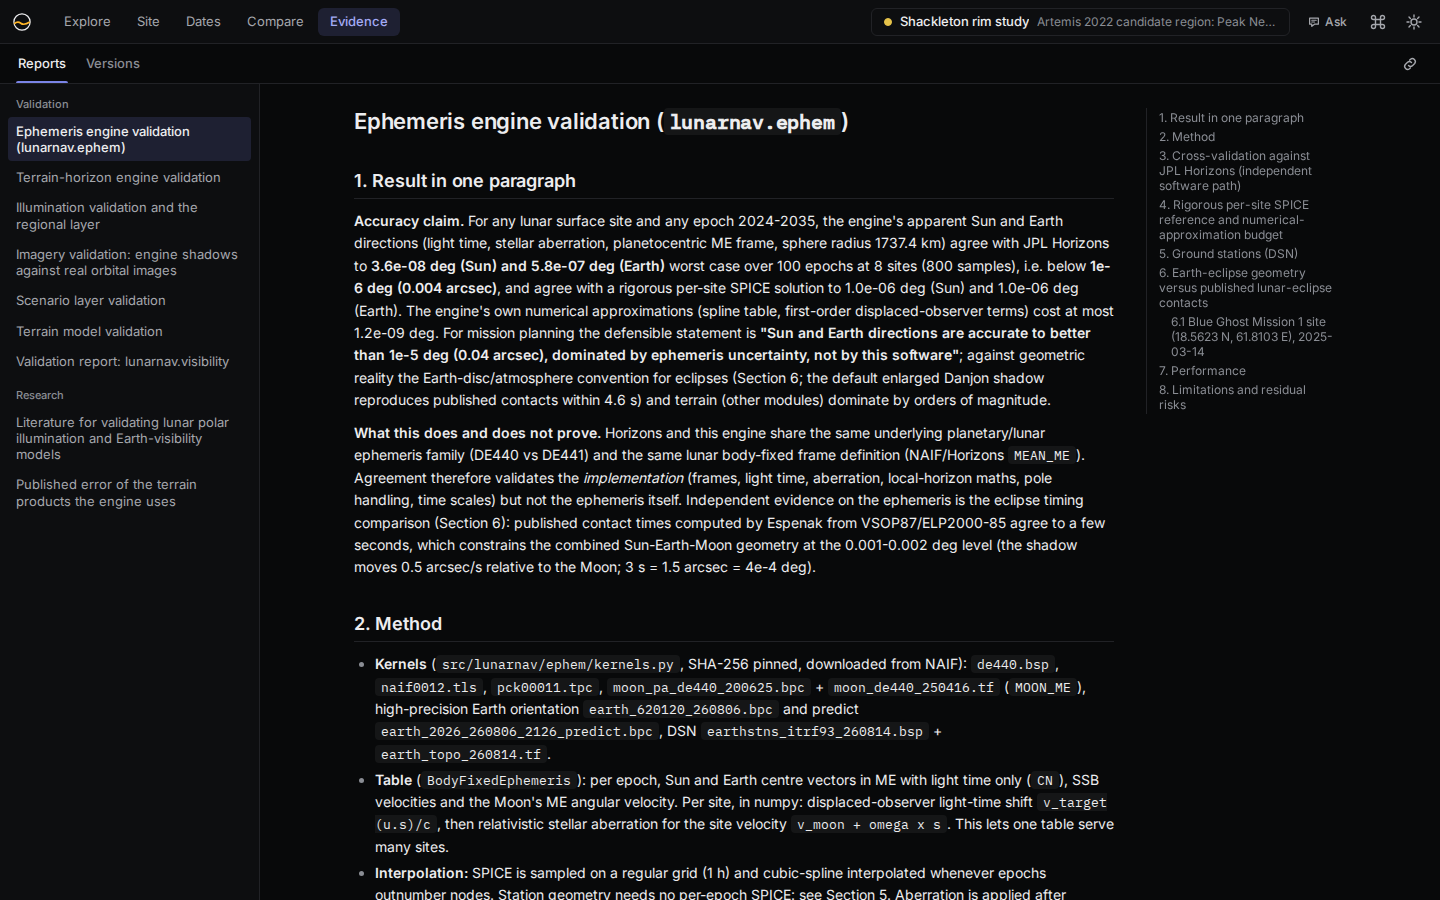 Explore Site Dates Compare Evidence
Shackleton rim study Artemis 2022 candidate region: Peak Ne... Ask
Reports Versions
Validation
Ephemeris engine validation
(lunarnav.ephem)
Terrain-horizon engine validation
Illumination validation and the
regional layer
Imagery validation: engine shadows
against real orbital images
Scenario layer validation
Terrain model validation
Validation report: lunarnav.visibility
Research
Literature for validating lunar polar
illumination and Earth-visibility
models
Published error of the terrain
products the engine uses
Ephemeris engine validation (lunarnav.ephem)
1. Result in one paragraph
Accuracy claim. For any lunar surface site and any epoch 2024-2035, the engine's apparent Sun and Earth
directions (light time, stellar aberration, planetocentric ME frame, sphere radius 1737.4 km) agree with JPL Horizons
to 3.6e-08 deg (Sun) and 5.8e-07 deg (Earth) worst case over 100 epochs at 8 sites (800 samples), i.e. below 1e-
6 deg (0.004 arcsec), and agree with a rigorous per-site SPICE solution to 1.0e-06 deg (Sun) and 1.0e-06 deg
(Earth). The engine's own numerical approximations (spline table, first-order displaced-observer terms) cost at most
1.2e-09 deg. For mission planning the defensible statement is "Sun and Earth directions are accurate to better
than 1e-5 deg (0.04 arcsec), dominated by ephemeris uncertainty, not by this software"; against geometric
reality the Earth-disc/atmosphere convention for eclipses (Section 6; the default enlarged Danjon shadow
reproduces published contacts within 4.6 s) and terrain (other modules) dominate by orders of magnitude.
What this does and does not prove. Horizons and this engine share the same underlying planetary/lunar
ephemeris family (DE440 vs DE441) and the same lunar body-fixed frame definition (NAIF/Horizons MEAN_ME).
Agreement therefore validates the implementation (frames, light time, aberration, local-horizon maths, pole
handling, time scales) but not the ephemeris itself. Independent evidence on the ephemeris is the eclipse timing
comparison (Section 6): published contact times computed by Espenak from VSOP87/ELP2000-85 agree to a few
seconds, which constrains the combined Sun-Earth-Moon geometry at the 0.001-0.002 deg level (the shadow
moves 0.5 arcsec/s relative to the Moon; 3 s = 1.5 arcsec = 4e-4 deg).
2. Method
• Kernels (src/lunarnav/ephem/kernels.py, SHA-256 pinned, downloaded from NAIF): de440.bsp,
naif0012.tls, pck00011.tpc, moon_pa_de440_200625.bpc + moon_de440_250416.tf (MOON_ME),
high-precision Earth orientation earth_620120_260806.bpc and predict
earth_2026_260806_2126_predict.bpc, DSN earthstns_itrf93_260814.bsp +
earth_topo_260814.tf.
• Table (BodyFixedEphemeris): per epoch, Sun and Earth centre vectors in ME with light time only (CN), SSB
velocities and the Moon's ME angular velocity. Per site, in numpy: displaced-observer light-time shift v_target
(u.s)/c, then relativistic stellar aberration for the site velocity v_moon + omega x s. This lets one table serve
many sites.
• Interpolation: SPICE is sampled on a regular grid (1 h) and cubic-spline interpolated whenever epochs
outnumber nodes. Station geometry needs no per-epoch SPICE: see Section 5. Aberration is applied after
1. Result in one paragraph
2. Method
3. Cross-validation against
JPL Horizons (independent
software path)
4. Rigorous per-site SPICE
reference and numerical-
approximation budget
5. Ground stations (DSN)
6. Earth-eclipse geometry
versus published lunar-eclipse
contacts
6.1 Blue Ghost Mission 1 site
(18.5623 N, 61.8103 E), 2025-
03-14
7. Performance
8. Limitations and residual
risks